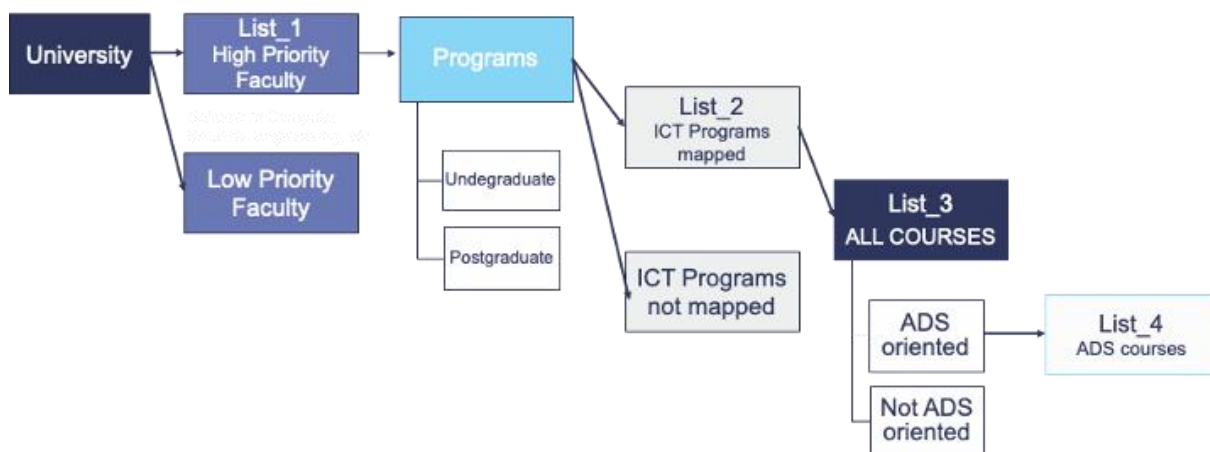 University
List_1
High Priority
Faculty
Low Priority
Faculty
Programs
Undegraduate
Postgraduate
List_2
ICT Programs
mapped
ICT Programs
not mapped
List_3
ALL COURSES
ADS
oriented
Not ADS
oriented
List_4
ADS courses